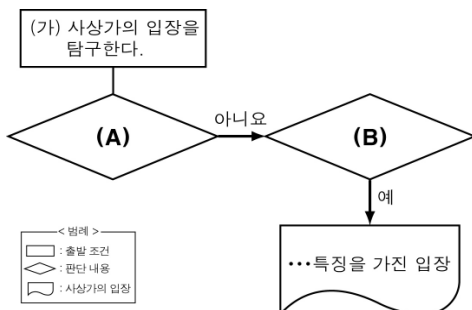 (가) 사상가의 입장을
탐구한다.
(A)
아니요
(B)
예
…특징을 가진 입장
< 범례 >
: 출발 조건
: 판단 내용
: 사상가의 입장